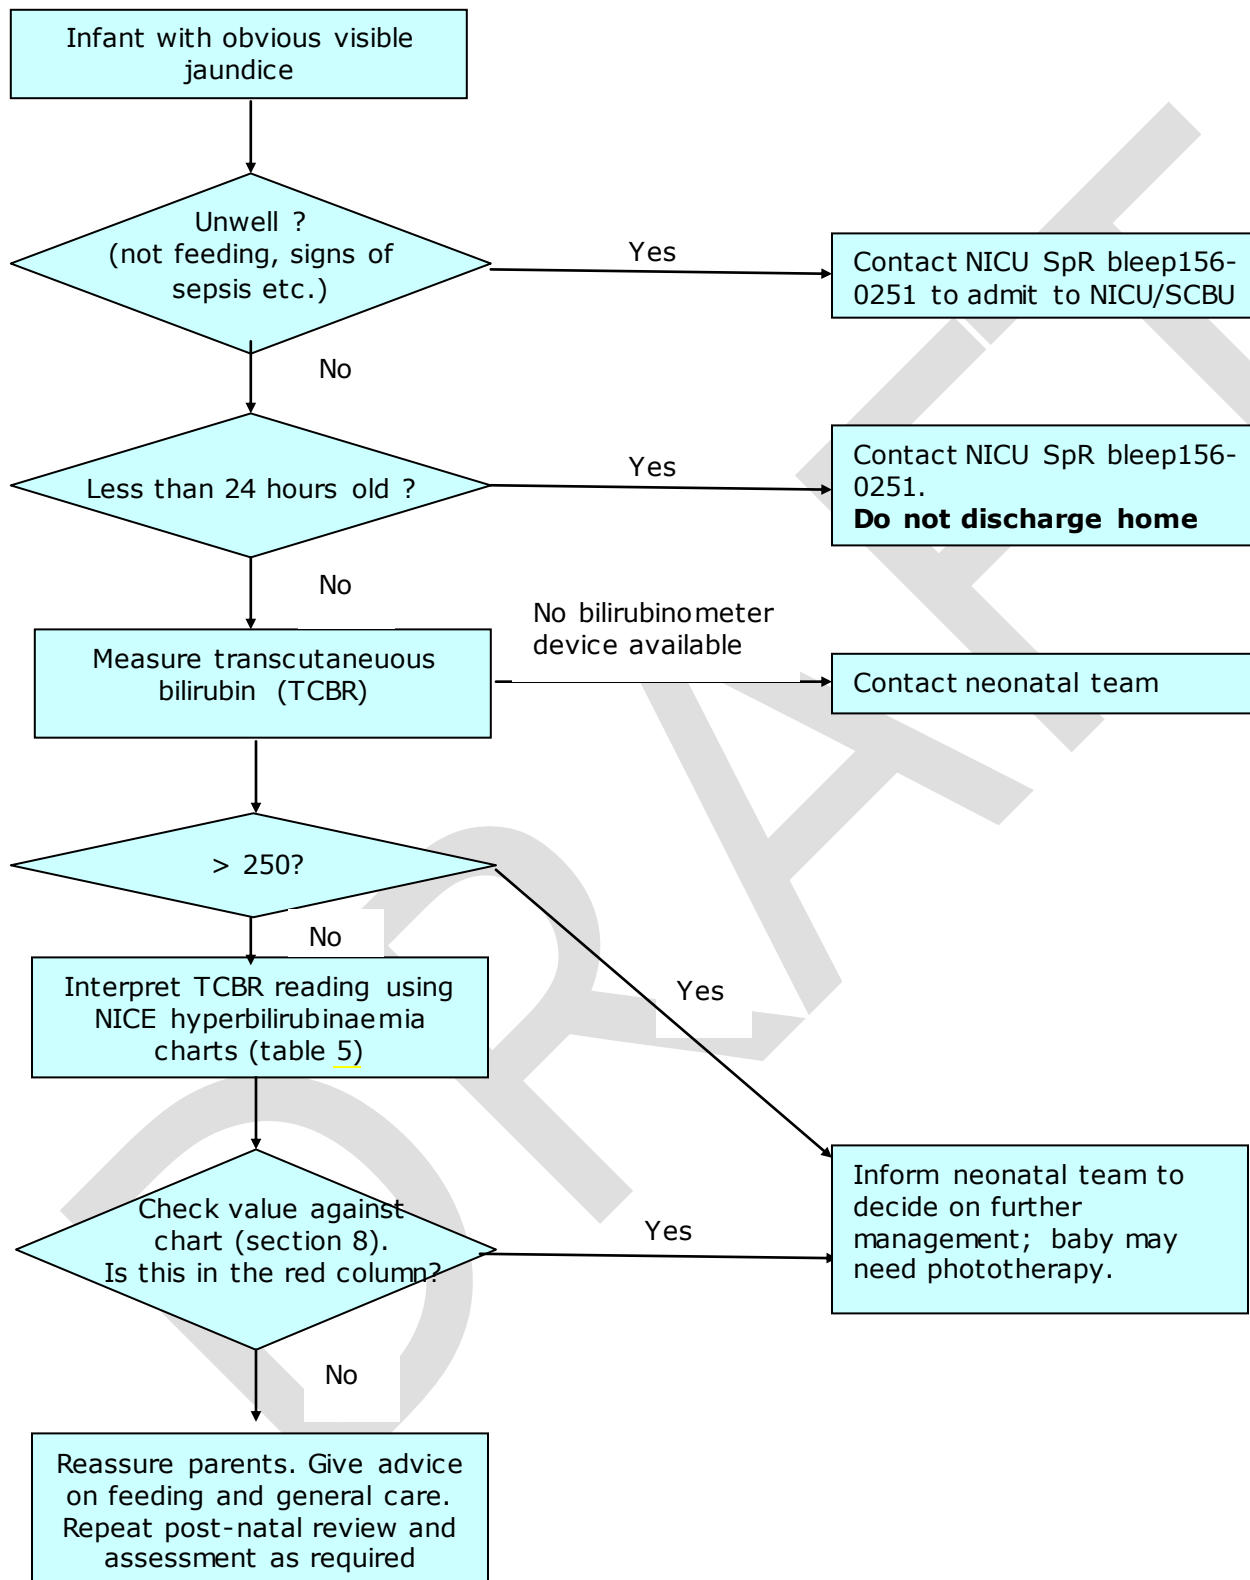 Infant with obvious visible
jaundice
Unwell ?
(not feeding, signs of
sepsis etc.)
Yes
Contact NICU SpR bleep156-
0251 to admit to NICU/SCBU
No
Less than 24 hours old ?
Yes
Contact NICU SpR bleep156-
0251.
Do not discharge home
No
Measure transcutaneuous
bilirubin (TCBR)
No bilirubinometer
device available
Contact neonatal team
> 250?
No
Yes
Interpret TCBR reading using
NICE hyperbilirubinaemia
charts (table 5)
Check value against
chart (section 8).
Is this in the red column?
Yes
Inform neonatal team to
decide on further
management; baby may
need phototherapy.
No
Reassure parents. Give advice
on feeding and general care.
Repeat post-natal review and
assessment as required
DRAFT